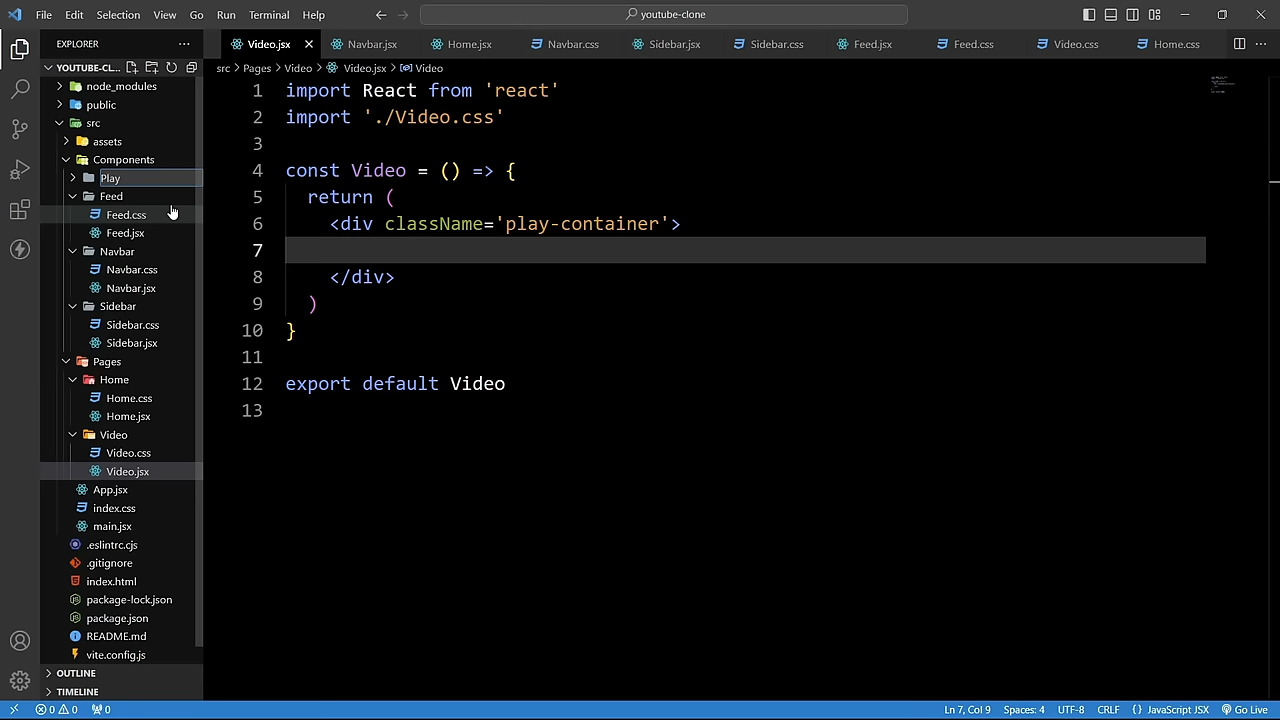 File Edit Selection View Go Run Terminal Help
youtube-clone
EXPLORER
Video.jsx Navbar.jsx Home.jsx Navbar.css Sidebar.jsx Sidebar.css Feed.jsx Feed.css Video.css Home.css
YOUTUBE-CL...
src > Pages > Video > Video.jsx > Video
node_modules
public
src
assets
Components
Play
Feed
Feed.css
Feed.jsx
Navbar
Navbar.css
Navbar.jsx
Sidebar
Sidebar.css
Sidebar.jsx
Pages
Home
Home.css
Home.jsx
Video
Video.css
Video.jsx
App.jsx
index.css
main.jsx
.eslintrc.cjs
.gitignore
index.html
package-lock.json
package.json
README.md
vite.config.js
OUTLINE
TIMELINE
1 import React from 'react'
2 import './Video.css'
3
4 const Video = () => {
5 return (
6 <div className='play-container'>
7
8 </div>
9 )
10 }
11
12 export default Video
13
0 0 0 Ln 7, Col 9 Spaces: 4 UTF-8 CRLF {} JavaScript JSX Go Live